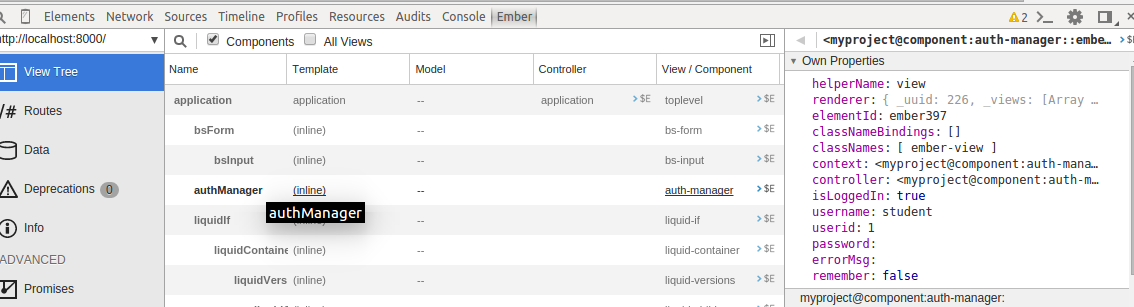 Elements Network Sources Timeline Profiles Resources Audits Console Ember 2
http://localhost:8000/ Components All Views <myproject@component:auth-manager::embe… $E
View Tree
Routes
Data
Deprecations 0
Info
ADVANCED
Promises
Name Template Model Controller View / Component
application application -- application $E toplevel $E
bsForm (inline) -- bs-form $E
bsInput (inline) -- bs-input $E
authManager (inline) -- auth-manager $E
authManager
liquidIf -- liquid-if $E
liquidContaine (inline) -- liquid-container $E
liquidVers (inline) -- liquid-versions $E
Own Properties
helperName: view
renderer: { _uuid: 226, _views: [Array …
elementId: ember397
classNameBindings: []
classNames: [ ember-view ]
context: <myproject@component:auth-mana…
controller: <myproject@component:auth-m…
isLoggedIn: true
username: student
userid: 1
password:
errorMsg:
remember: false
myproject@component:auth-manager: